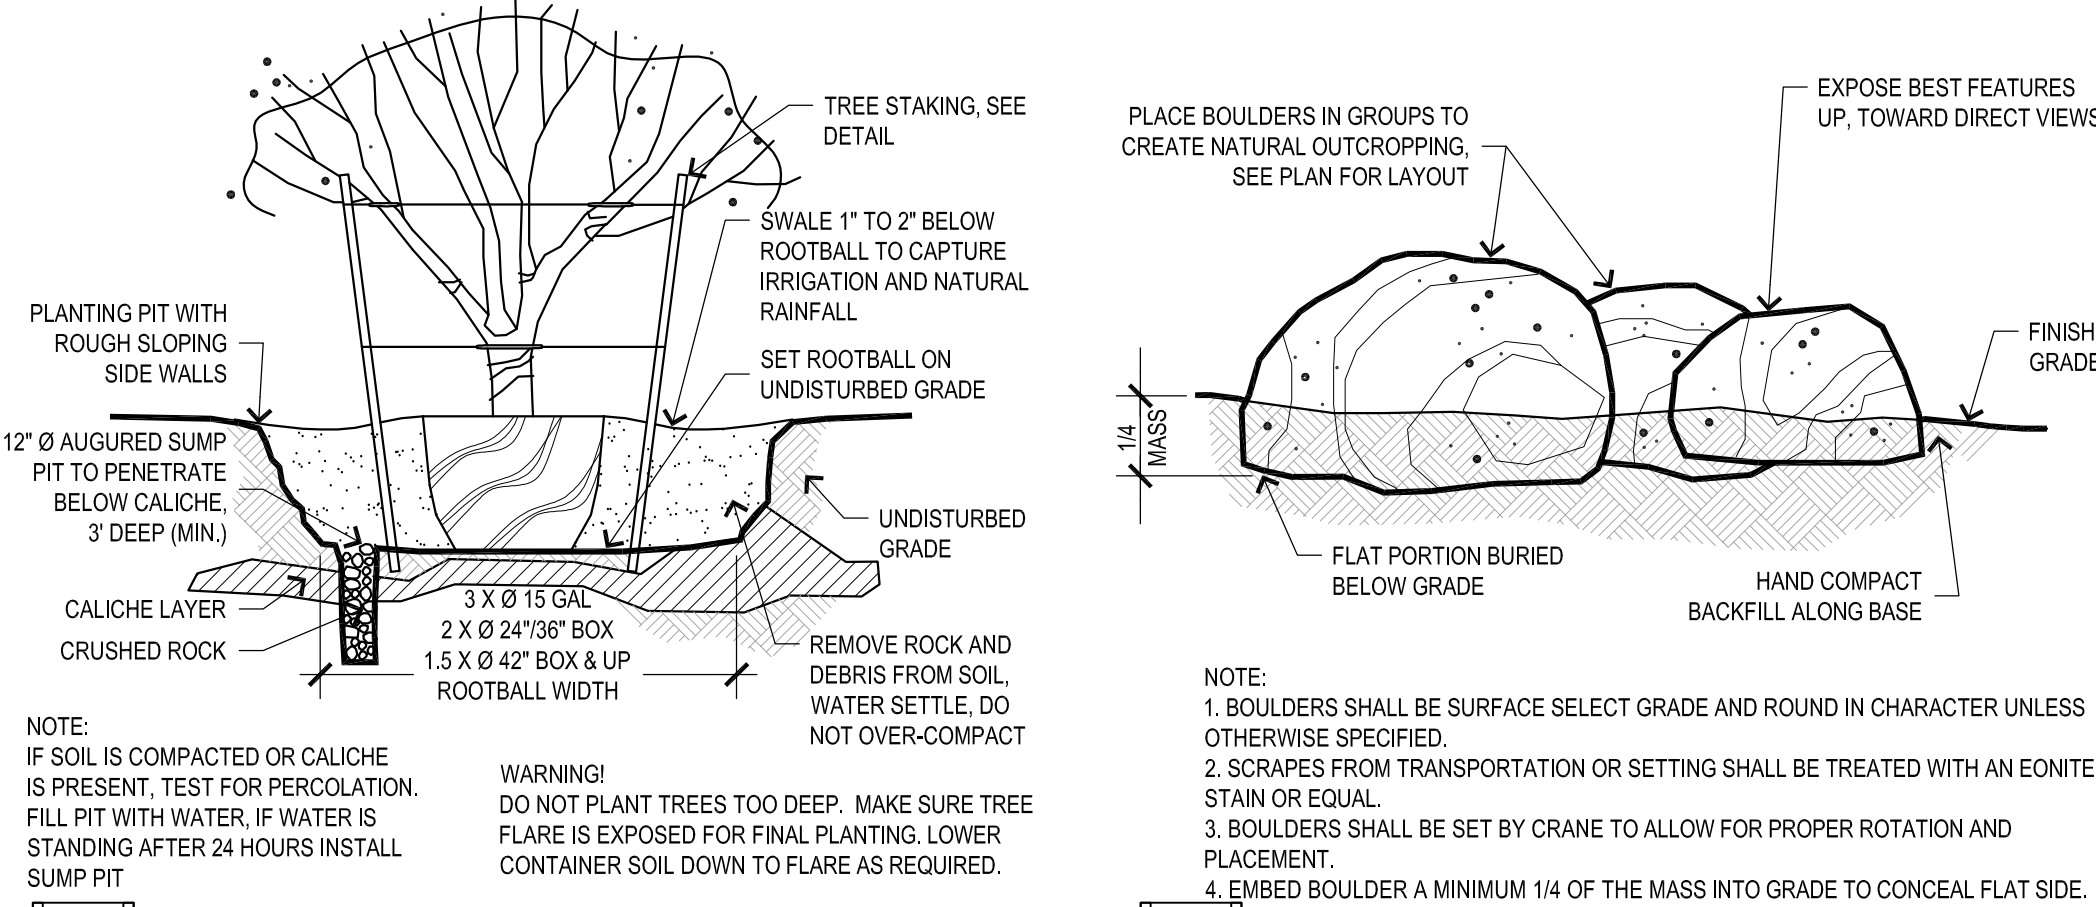 TREE STAKING, SEE
DETAIL
SWALE 1" TO 2" BELOW
ROOTBALL TO CAPTURE
IRRIGATION AND NATURAL
RAINFALL
PLANTING PIT WITH
ROUGH SLOPING
SIDE WALLS
SET ROOTBALL ON
UNDISTURBED GRADE
12" Ø AUGURED SUMP
PIT TO PENETRATE
BELOW CALICHE,
3' DEEP (MIN.)
UNDISTURBED
GRADE
CALICHE LAYER
CRUSHED ROCK
3 X Ø 15 GAL
2 X Ø 24"/36" BOX
1.5 X Ø 42" BOX & UP
ROOTBALL WIDTH
REMOVE ROCK AND
DEBRIS FROM SOIL,
WATER SETTLE, DO
NOT OVER-COMPACT
NOTE:
IF SOIL IS COMPACTED OR CALICHE
IS PRESENT, TEST FOR PERCOLATION.
FILL PIT WITH WATER, IF WATER IS
STANDING AFTER 24 HOURS INSTALL
SUMP PIT
WARNING!
DO NOT PLANT TREES TOO DEEP. MAKE SURE TREE
FLARE IS EXPOSED FOR FINAL PLANTING. LOWER
CONTAINER SOIL DOWN TO FLARE AS REQUIRED.
PLACE BOULDERS IN GROUPS TO
CREATE NATURAL OUTCROPPING,
SEE PLAN FOR LAYOUT
EXPOSE BEST FEATURES
UP, TOWARD DIRECT VIEWS
FINISH
GRADE
1/4
MASS
FLAT PORTION BURIED
BELOW GRADE
HAND COMPACT
BACKFILL ALONG BASE
NOTE:
1. BOULDERS SHALL BE SURFACE SELECT GRADE AND ROUND IN CHARACTER UNLESS
OTHERWISE SPECIFIED.
2. SCRAPES FROM TRANSPORTATION OR SETTING SHALL BE TREATED WITH AN EONITE
STAIN OR EQUAL.
3. BOULDERS SHALL BE SET BY CRANE TO ALLOW FOR PROPER ROTATION AND
PLACEMENT.
4. EMBED BOULDER A MINIMUM 1/4 OF THE MASS INTO GRADE TO CONCEAL FLAT SIDE.